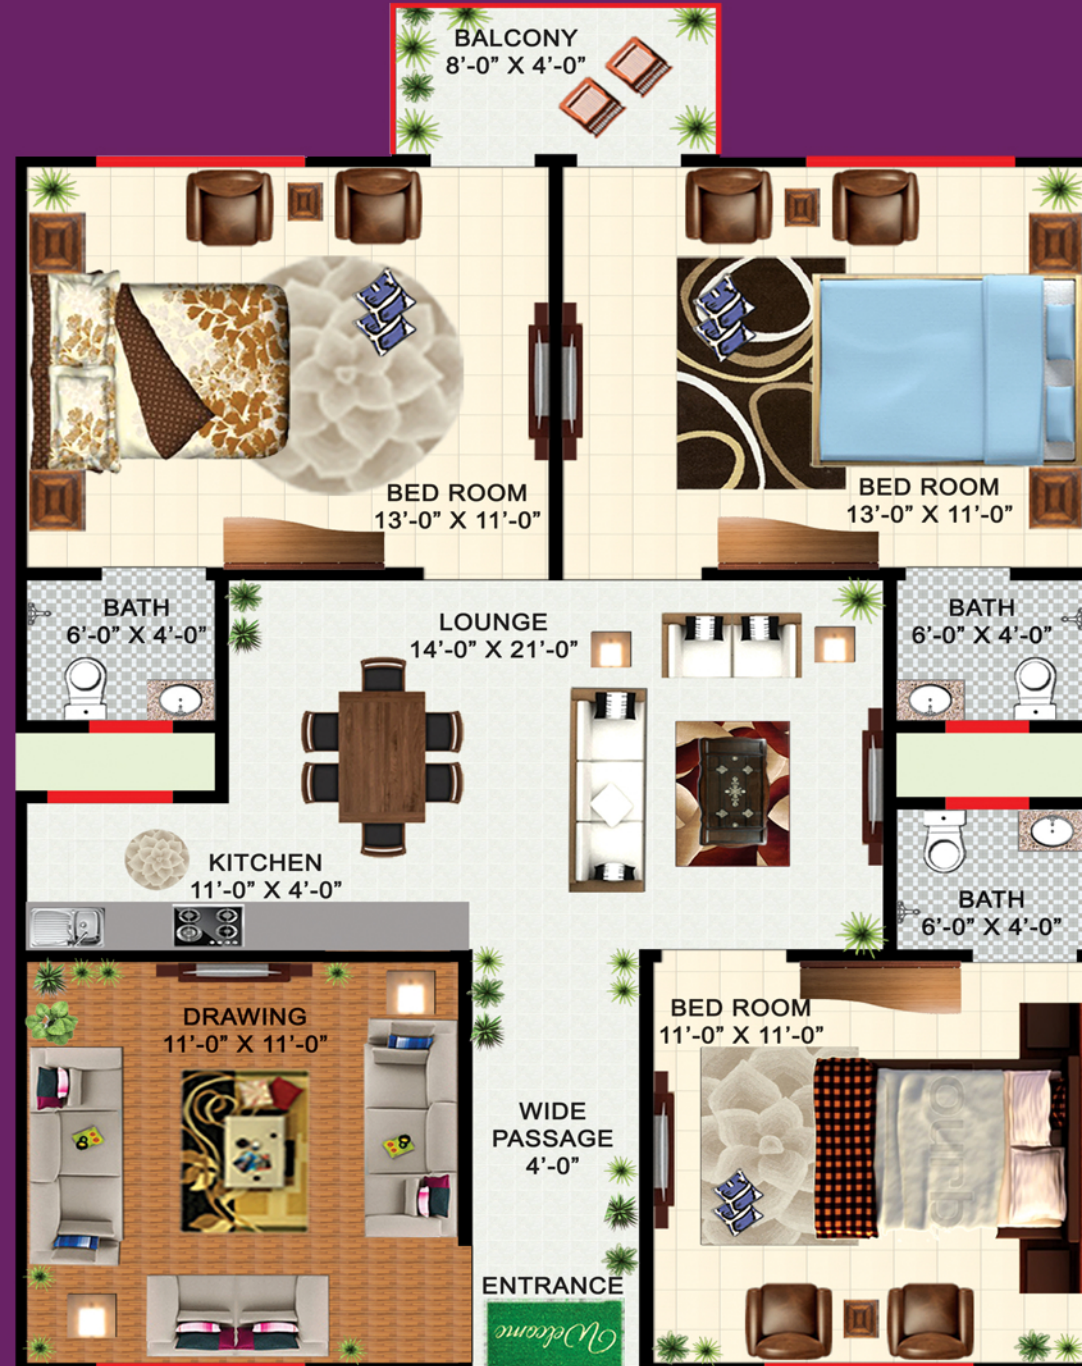 BALCONY
8’-0” X 4’-0”
BED ROOM
13’-0” X 11’-0”
BED ROOM
13’-0” X 11’-0”
BATH
6’-0” X 4’-0”
LOUNGE
14’-0” X 21’-0”
BATH
6’-0” X 4’-0”
KITCHEN
11’-0” X 4’-0”
BATH
6’-0” X 4’-0”
DRAWING
11’-0” X 11’-0”
BED ROOM
11’-0” X 11’-0”
WIDE
PASSAGE
4’-0”
ENTRANCE
Welcome